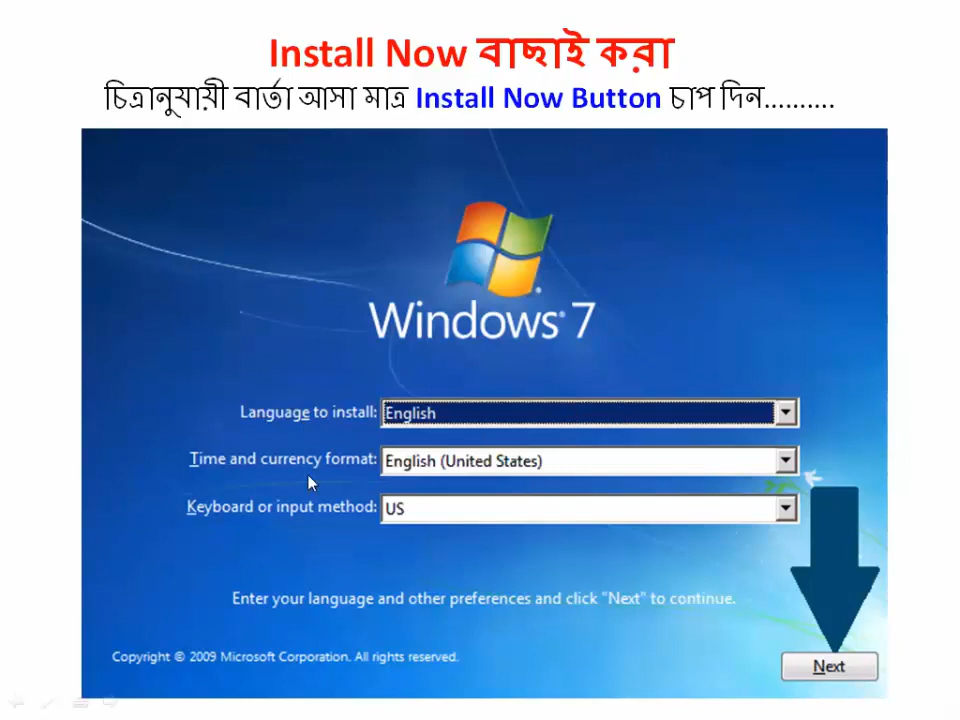 Install Now বাছাই করা
চিত্রানুযায়ী বার্তা আসা মাত্র Install Now Button চাপ দিন..........
Windows® 7
Language to install: English
Time and currency format: English (United States)
Keyboard or input method: US
Enter your language and other preferences and click "Next" to continue.
Copyright © 2009 Microsoft Corporation. All rights reserved.
Next